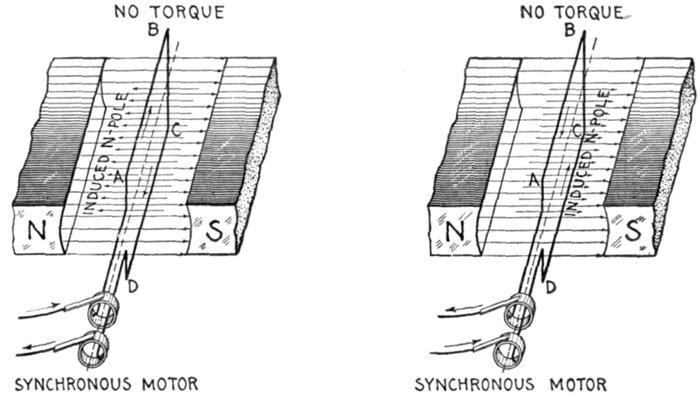 NO TORQUE
B
INDUCED N-POLE
C
A
N
S
D
SYNCHRONOUS MOTOR
NO TORQUE
B
C
INDUCED N-POLE
A
N
S
D
SYNCHRONOUS MOTOR